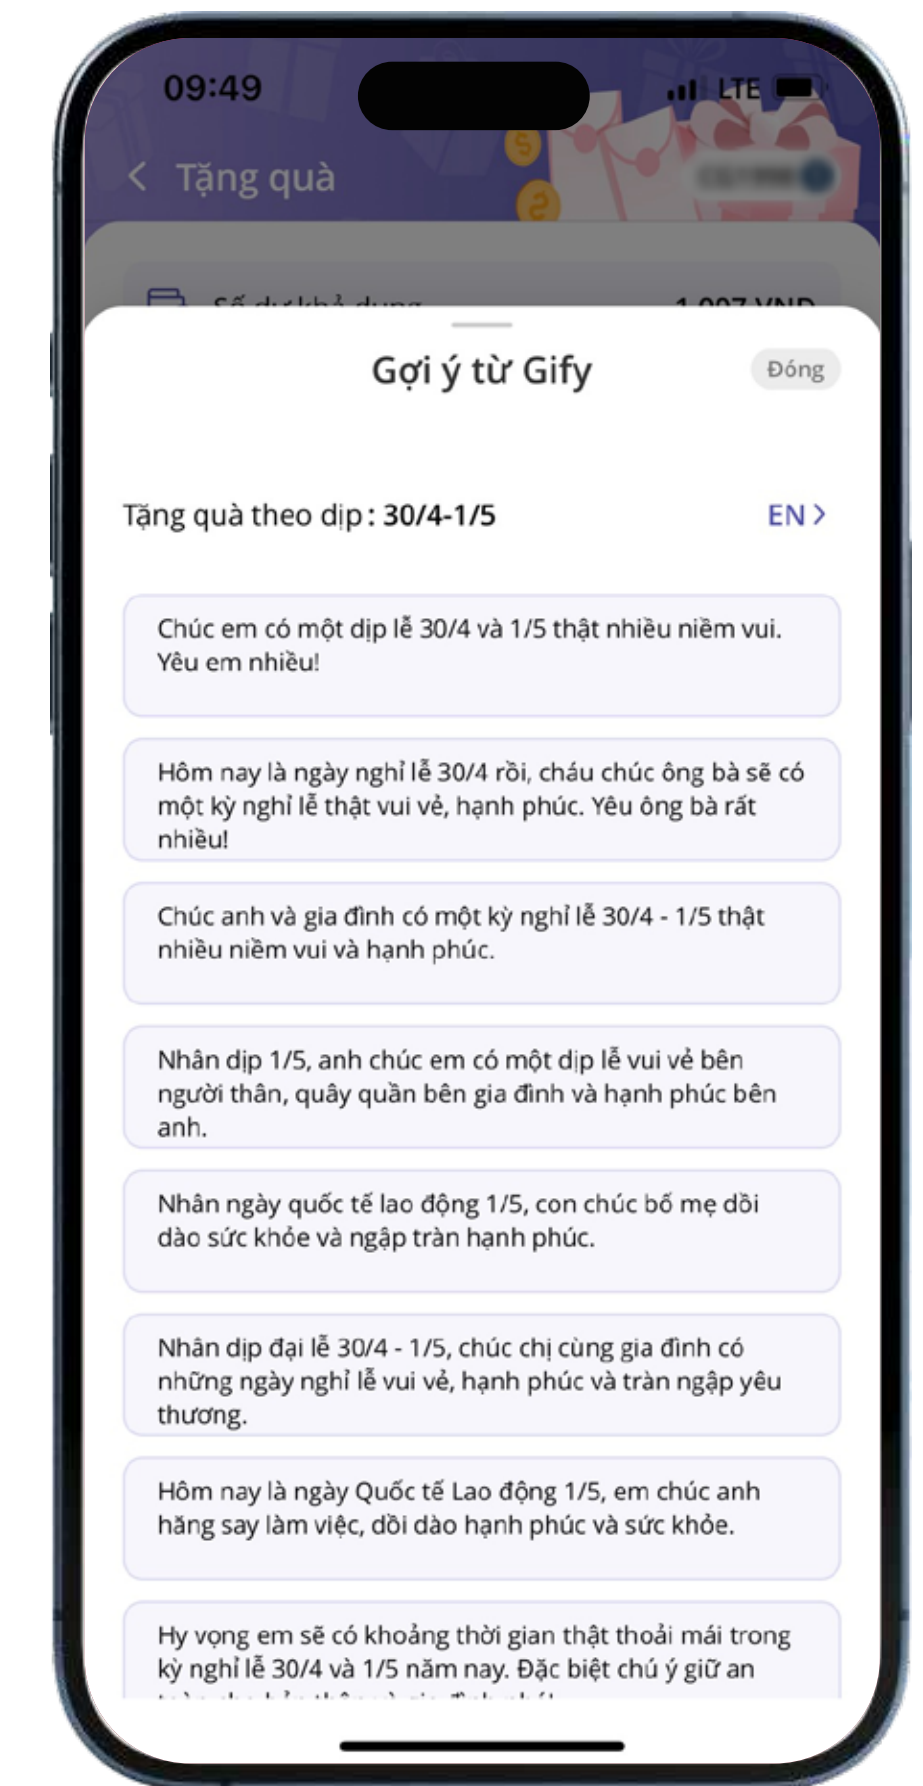 09:49
LTE
Tặng quà
Số dư khả dụng
1.097 VND
Gợi ý từ Gify
Đóng
Tặng quà theo dịp : 30/4-1/5
EN
Chúc em có một dịp lễ 30/4 và 1/5 thật nhiều niềm vui.
Yêu em nhiều!
Hôm nay là ngày nghỉ lễ 30/4 rồi, cháu chúc ông bà sẽ có
một kỳ nghỉ lễ thật vui vẻ, hạnh phúc. Yêu ông bà rất
nhiều!
Chúc anh và gia đình có một kỳ nghỉ lễ 30/4 - 1/5 thật
nhiều niềm vui và hạnh phúc.
Nhân dịp 1/5, anh chúc em có một dịp lễ vui vẻ bên
người thân, quây quần bên gia đình và hạnh phúc bên
anh.
Nhân ngày quốc tế lao động 1/5, con chúc bố mẹ dồi
dào sức khỏe và ngập tràn hạnh phúc.
Nhân dịp đại lễ 30/4 - 1/5, chúc chị cùng gia đình có
những ngày nghỉ lễ vui vẻ, hạnh phúc và tràn ngập yêu
thương.
Hôm nay là ngày Quốc tế Lao động 1/5, em chúc anh
hăng say làm việc, dồi dào hạnh phúc và sức khỏe.
Hy vọng em sẽ có khoảng thời gian thật thoải mái trong
kỳ nghỉ lễ 30/4 và 1/5 năm nay. Đặc biệt chú ý giữ an